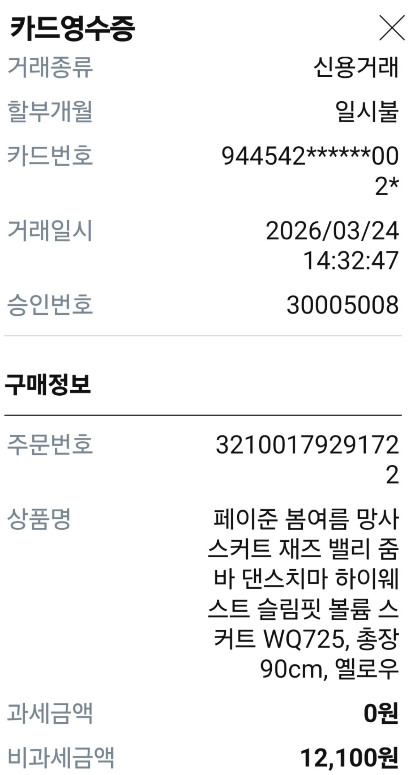 카드영수증
거래종류 신용거래
할부개월 일시불
카드번호 944542******00
2*
거래일시 2026/03/24
14:32:47
승인번호 30005008
구매정보
주문번호 3210017929172
2
상품명 페이준 봄여름 망사
스커트 재즈 밸리 줌
바 댄스치마 하이웨
스트 슬림핏 볼륨 스
커트 WQ725, 총장
90cm, 옐로우
과세금액 0원
비과세금액 12,100원